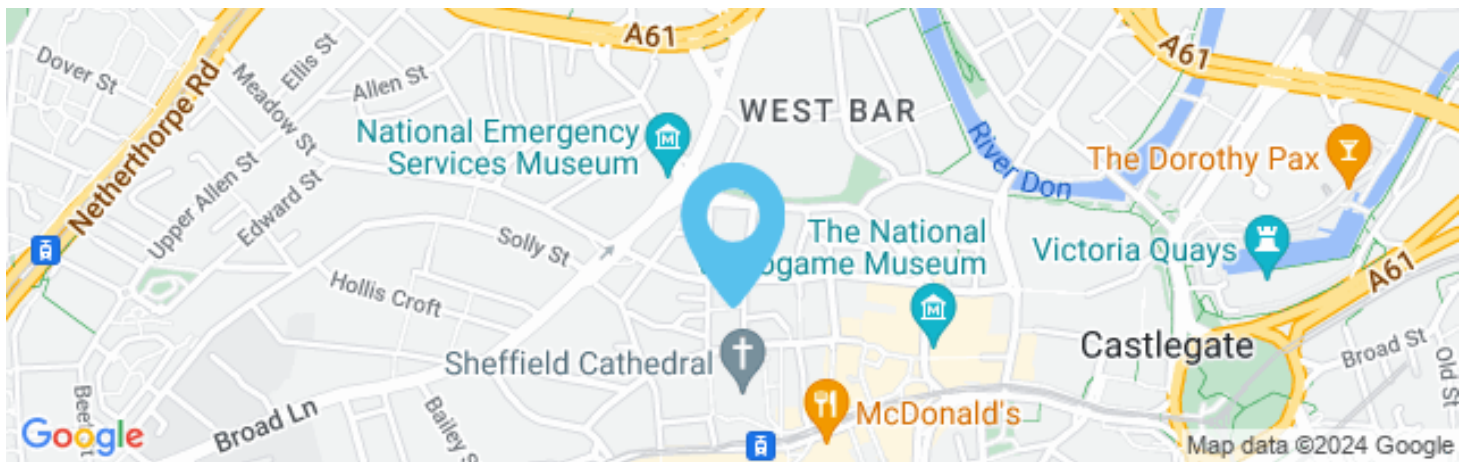 A61
A61
Dover St
Ellis St
Netherthorpe Rd
Meadow St
Allen St
WEST BAR
National Emergency
Services Museum
River Don
The Dorothy Pax
Upper Allen St
Edward St
Solly St
The National
ogame Museum
Victoria Quays
A61
Hollis Croft
Sheffield Cathedral
Castlegate
Broad St
Old St
Bee
Bailey
McDonald's
Broad Ln
Google
Map data ©2024 Google